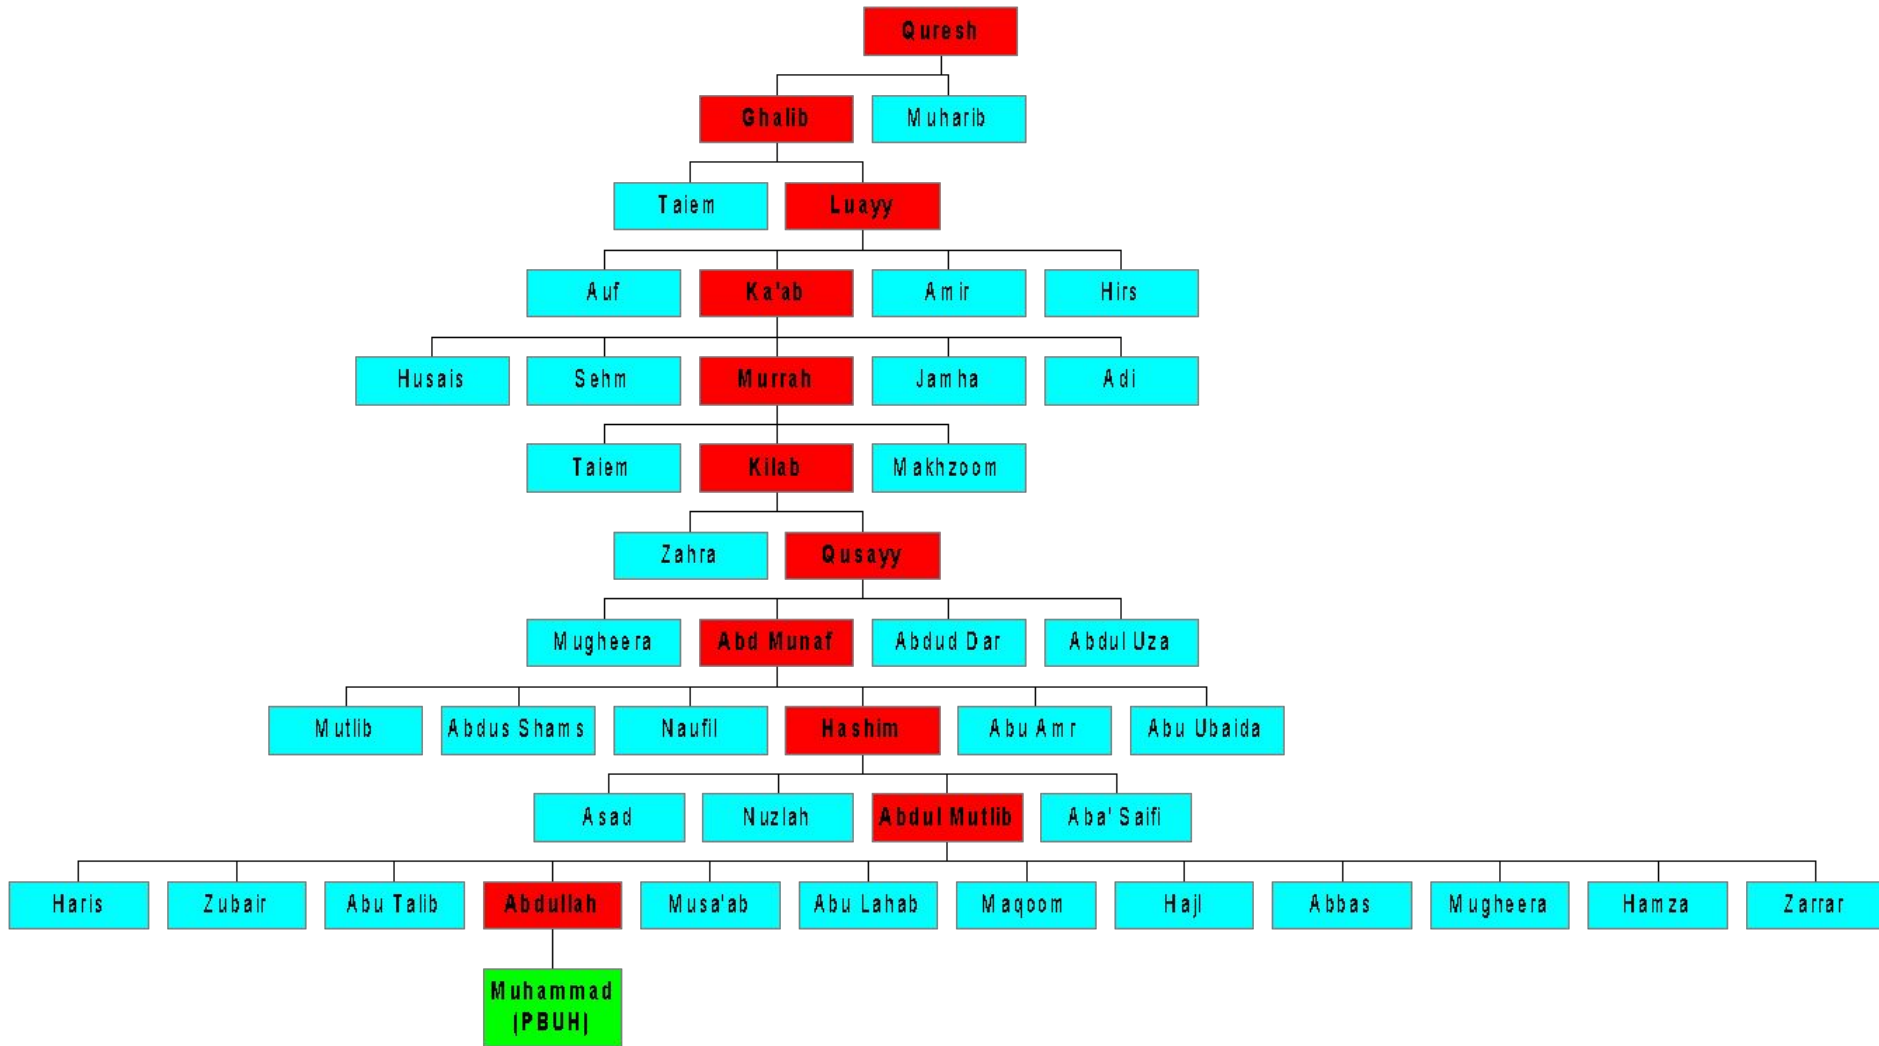 Quresh
Ghalib
Muharib
Taiem
Luayy
Auf
Ka'ab
Amir
Hirs
Husais
Sehm
Murrah
Jamha
Adi
Taiem
Kilab
Makhzoom
Zahra
Qusayy
Mugheera
Abd Munaf
Abdud Dar
Abdul Uza
Mutlib
Abdus Shams
Naufil
Hashim
Abu Amr
Abu Ubaida
Asad
Nuzlah
Abdul Mutlib
Aba' Saifi
Haris
Zubair
Abu Talib
Abdullah
Musa'ab
Abu Lahab
Maqoom
Hajl
Abbas
Mugheera
Hamza
Zarrar
Muhammad
(PBUH)